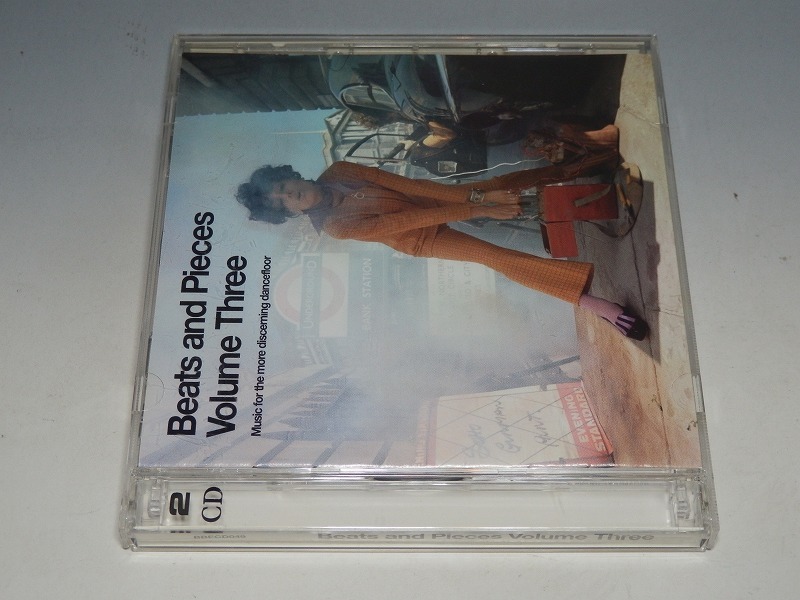 Beats and Pieces
Volume Three
Music for the more discerning dancefloor
UNDERGROUND
STATION
EVENING
STANDARD
2
CD
Beats and Pieces Volume Three